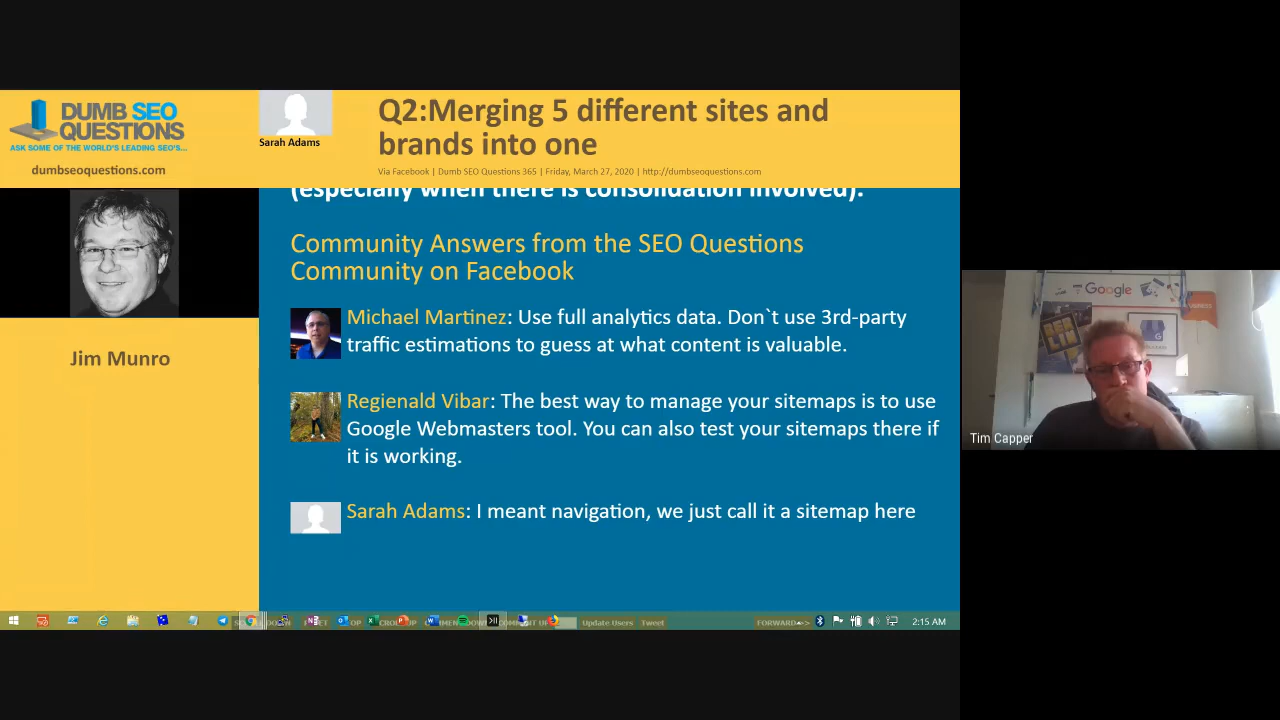 DUMB SEO
QUESTIONS
ASK SOME OF THE WORLD'S LEADING SEO'S...
dumbseoquestions.com
Sarah Adams
Q2:Merging 5 different sites and
brands into one
Via Facebook | Dumb SEO Questions 365 | Friday, March 27, 2020 | http://dumbseoquestions.com
(especially when there is consolidation involved).
Jim Munro
Community Answers from the SEO Questions
Community on Facebook
Michael Martinez: Use full analytics data. Don`t use 3rd-party
traffic estimations to guess at what content is valuable.
Regienald Vibar: The best way to manage your sitemaps is to use
Google Webmasters tool. You can also test your sitemaps there if
it is working.
Sarah Adams: I meant navigation, we just call it a sitemap here
Google
Tim Capper
Update Users Tweet
FORWARD
2:15 AM